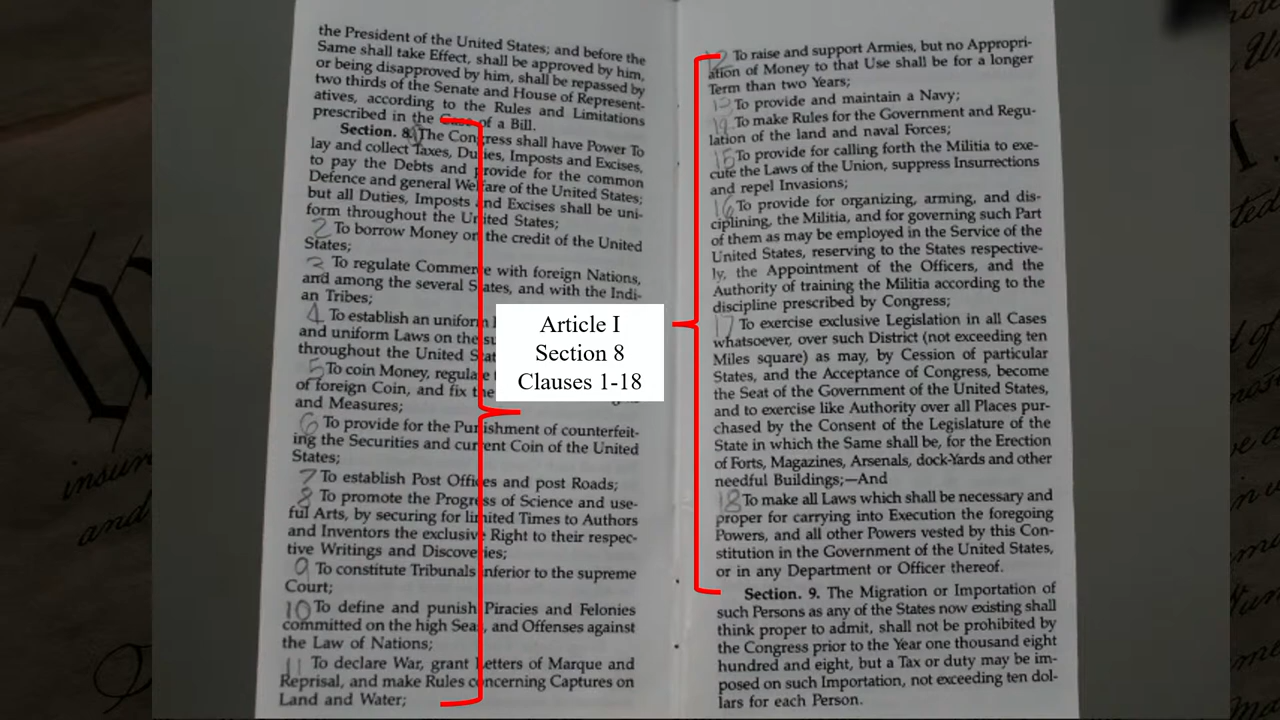 the President of the United States; and before the
Same shall take Effect, shall be approved by him,
or being disapproved by him, shall be repassed by
two thirds of the Senate and House of Represent-
atives, according to the Rules and Limitations
prescribed in the Case of a Bill.
Section. 8. 1 The Congress shall have Power To
lay and collect Taxes, Duties, Imposts and Excises,
to pay the Debts and provide for the common
Defence and general Welfare of the United States;
but all Duties, Imposts and Excises shall be uni-
form throughout the United States;
2 To borrow Money on the credit of the United
States;
3 To regulate Commerce with foreign Nations,
and among the several States, and with the Indi-
an Tribes;
4 To establish an uniform
and uniform Laws on the
throughout the United
5 To coin Money, regulate
of foreign Coin, and fix the
and Measures;
6 To provide for the Punishment of counterfeit-
ing the Securities and current Coin of the United
States;
7 To establish Post Offices and post Roads;
8 To promote the Progress of Science and use-
ful Arts, by securing for limited Times to Authors
and Inventors the exclusive Right to their respec-
tive Writings and Discoveries;
9 To constitute Tribunals inferior to the supreme
Court;
10 To define and punish Piracies and Felonies
committed on the high Seas, and Offenses against
the Law of Nations;
11 To declare War, grant Letters of Marque and
Reprisal, and make Rules concerning Captures on
Land and Water;
Article I
Section 8
Clauses 1-18
12 To raise and support Armies, but no Appropri-
ation of Money to that Use shall be for a longer
Term than two Years;
13 To provide and maintain a Navy;
14 To make Rules for the Government and Regu-
lation of the land and naval Forces;
15 To provide for calling forth the Militia to exe-
cute the Laws of the Union, suppress Insurrections
and repel Invasions;
16 To provide for organizing, arming, and dis-
ciplining, the Militia, and for governing such Part
of them as may be employed in the Service of the
United States, reserving to the States respective-
ly, the Appointment of the Officers, and the
Authority of training the Militia according to the
discipline prescribed by Congress;
17 To exercise exclusive Legislation in all Cases
whatsoever, over such District (not exceeding ten
Miles square) as may, by Cession of particular
States, and the Acceptance of Congress, become
the Seat of the Government of the United States,
and to exercise like Authority over all Places pur-
chased by the Consent of the Legislature of the
State in which the Same shall be, for the Erection
of Forts, Magazines, Arsenals, dock-Yards and other
needful Buildings;—And
18 To make all Laws which shall be necessary and
proper for carrying into Execution the foregoing
Powers, and all other Powers vested by this Con-
stitution in the Government of the United States,
or in any Department or Officer thereof.
Section. 9. The Migration or Importation of
such Persons as any of the States now existing shall
think proper to admit, shall not be prohibited by
the Congress prior to the Year one thousand eight
hundred and eight, but a Tax or duty may be im-
posed on such Importation, not exceeding ten dol-
lars for each Person.